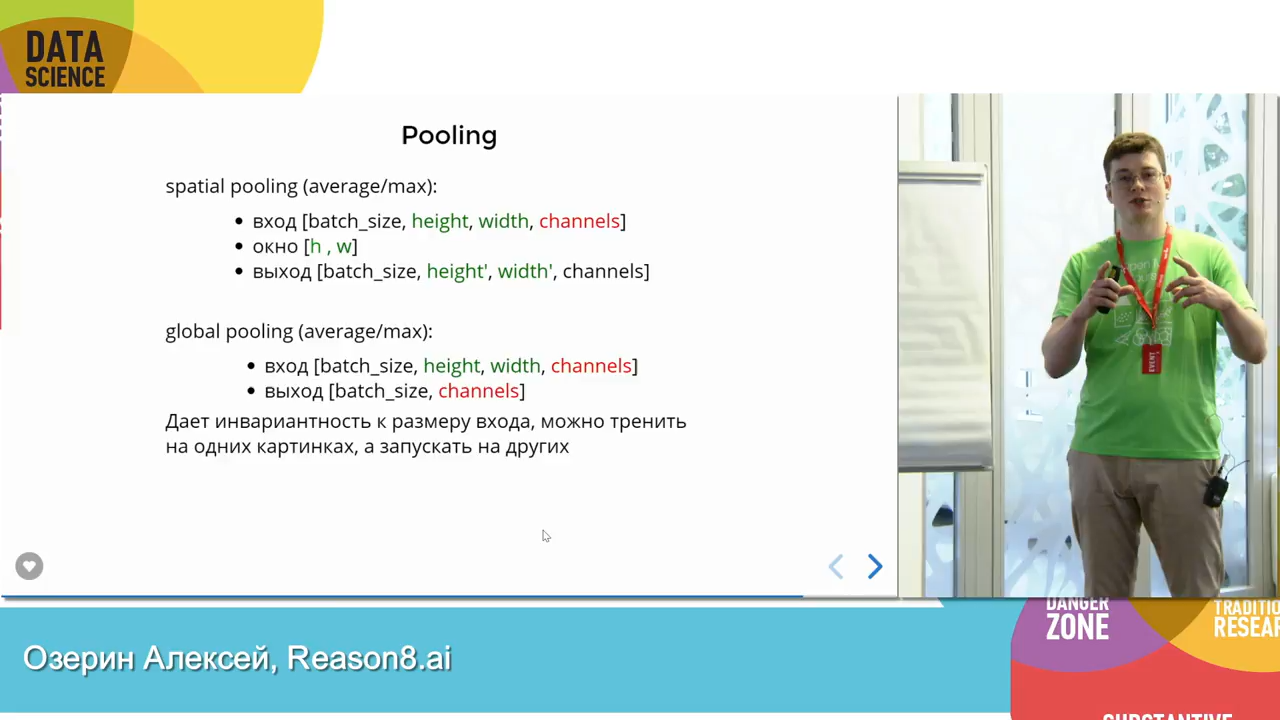 DATA
SCIENCE
Pooling
spatial pooling (average/max):
• вход [batch_size, height, width, channels]
• окно [h , w]
• выход [batch_size, height', width', channels]
global pooling (average/max):
• вход [batch_size, height, width, channels]
• выход [batch_size, channels]
Дает инвариантность к размеру входа, можно тренить
на одних картинках, а запускать на других
EVENT
Озерин Алексей, Reason8.ai
DANGER
ZONE